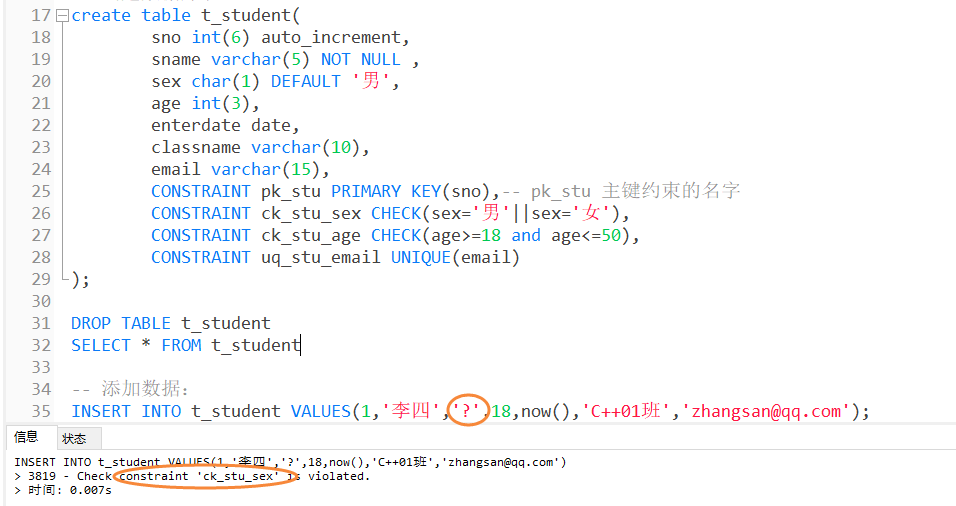 17 create table t_student(
18 sno int(6) auto_increment,
19 sname varchar(5) NOT NULL ,
20 sex char(1) DEFAULT '男',
21 age int(3),
22 enterdate date,
23 classname varchar(10),
24 email varchar(15),
25 CONSTRAINT pk_stu PRIMARY KEY(sno),-- pk_stu 主键约束的名字
26 CONSTRAINT ck_stu_sex CHECK(sex='男'||sex='女'),
27 CONSTRAINT ck_stu_age CHECK(age>=18 and age<=50),
28 CONSTRAINT uq_stu_email UNIQUE(email)
29 );
30
31 DROP TABLE t_student
32 SELECT * FROM t_student
33
34 -- 添加数据:
35 INSERT INTO t_student VALUES(1,'李四','?',18,now(),'C++01班','zhangsan@qq.com');
信息 状态
INSERT INTO t_student VALUES(1,'李四','?',18,now(),'C++01班','zhangsan@qq.com')
> 3819 - Check constraint 'ck_stu_sex' is violated.
> 时间: 0.007s